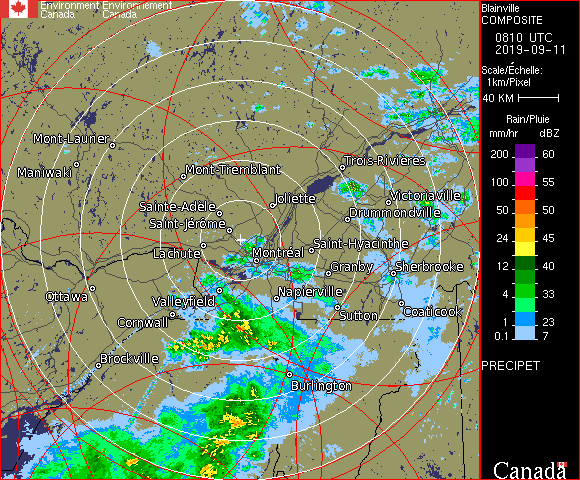 Environment Environnement
Canada Canada
Blainville
COMPOSITE
0810 UTC
2019-09-11
Scale/Échelle:
1km/Pixel
40 KM
Rain/Pluie
mm/hr dBZ
200 60
100 55
50 50
24 45
12 40
4 33
1 23
0.1 7
PRECIPET
Canada
Mont-Laurier
Maniwaki
Mont-Tremblant
Trois-Rivières
Sainte-Adèle
Joliette
Victoriaville
Saint-Jérôme
Drummondville
Lachute
Montréal
Saint-Hyacinthe
Granby
Sherbrooke
Ottawa
Valleyfield
Napierville
Cornwall
Sutton
Coaticook
Brockville
Burlington